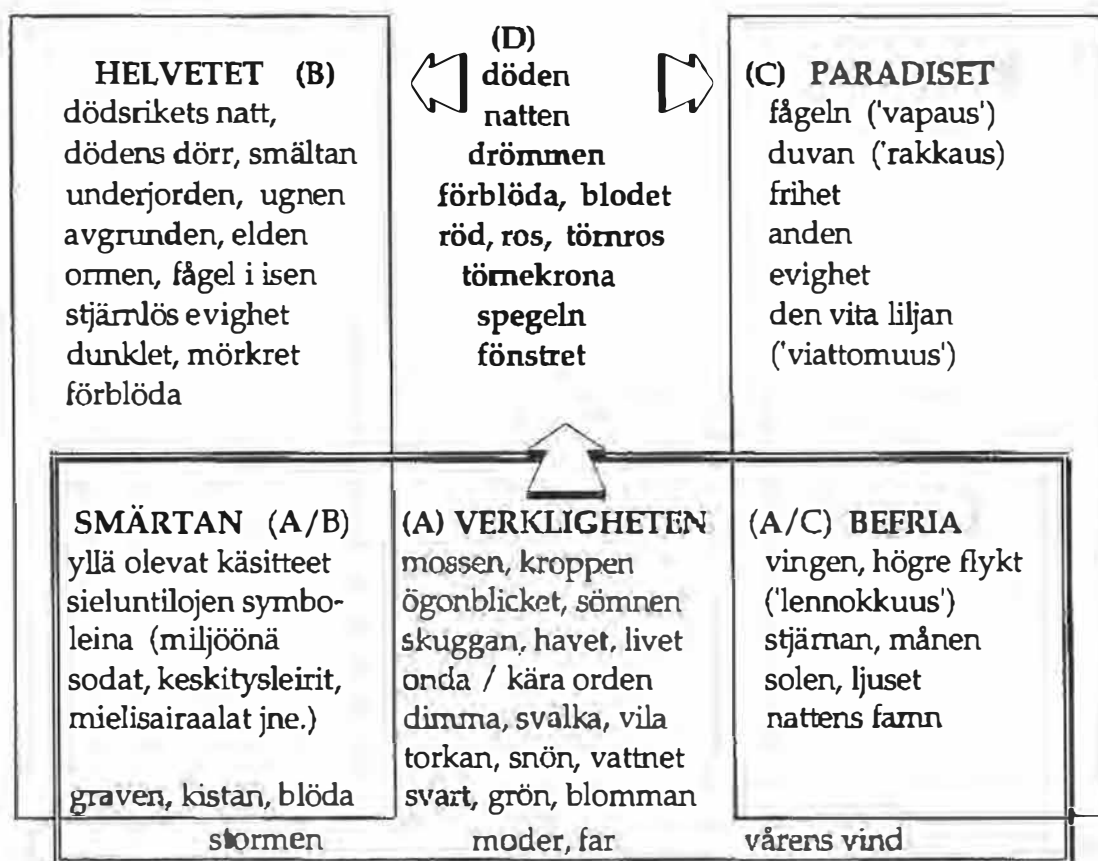 HELVETET (B)
dödsrikets natt,
dödens dörr, smältan
underjorden, ugnen
avgrunden, elden
ormen, fågel i isen
stjärnlös evighet
dunklet, mörkret
förblöda
(D)
döden
natten
drömmen
förblöda, blodet
röd, ros, törnros
törnekrona
spegeln
fönstret
(C) PARADISET
fågeln ('vapaus')
duvan ('rakkaus)
frihet
anden
evighet
den vita liljan
('viattomuus')
SMÄRTAN (A/B)
yllä olevat käsitteet
sieluntilojen symbo-
leina (miljöönä
sodat, keskitysleirit,
mielisairaalat jne.)
graven, kistan, blöda
stormen
(A) VERKLIGHETEN
mossen, kroppen
ögonblicket, sömnen
skuggan, havet, livet
onda / kära orden
dimma, svalka, vila
torkan, snön, vattnet
svart, grön, blomman
moder, far
(A/C) BEFRIA
vingen, högre flykt
('lennokkuus')
stjärnan, månen
solen, ljuset
nattens famn
vårens vind